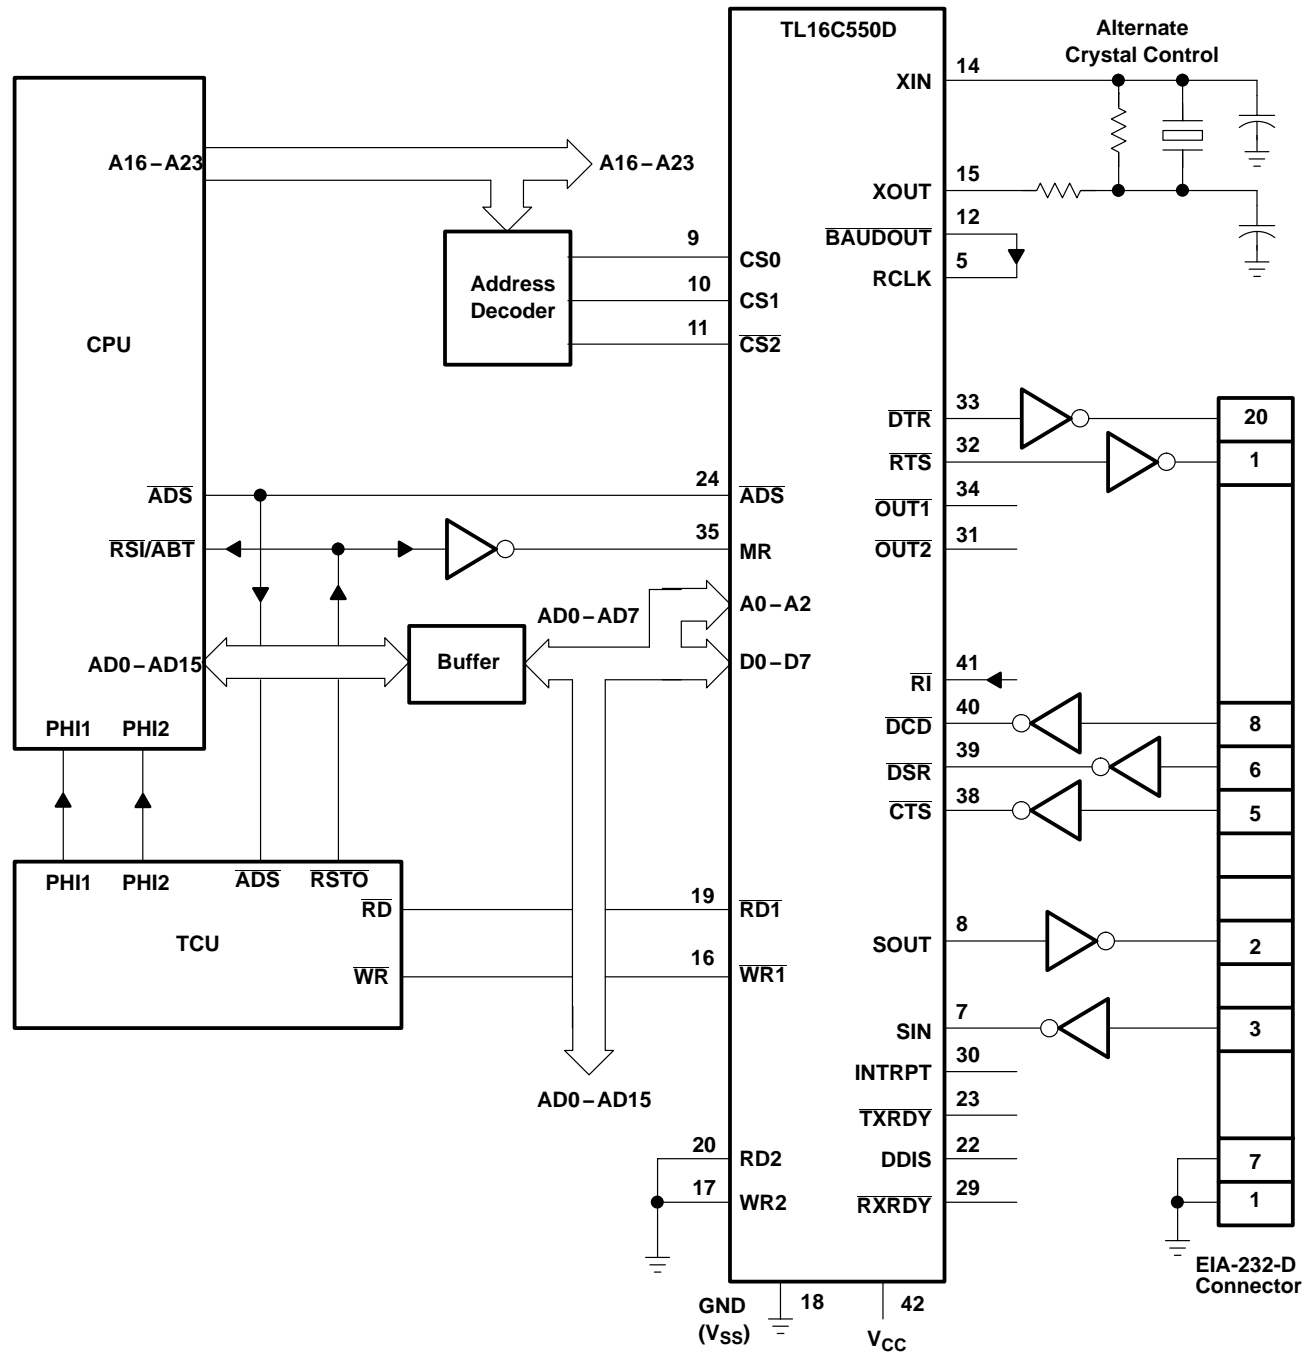 TL16C550D
Alternate
Crystal Control
XIN
14
A16–A23
A16–A23
XOUT
15
BAUDOUT
12
RCLK
5
9
CS0
10
CS1
11
CS2
Address
Decoder
CPU
DTR
33
20
RTS
32
1
ADS
24
ADS
OUT1
34
RSI/ABT
35
MR
OUT2
31
A0–A2
AD0–AD7
AD0–AD15
Buffer
D0–D7
RI
41
PHI1
PHI2
DCD
40
8
DSR
39
6
CTS
38
5
PHI1
PHI2
ADS
RSTO
RD
19
RD1
TCU
SOUT
8
2
WR
16
WR1
SIN
7
3
INTRPT
30
AD0–AD15
TXRDY
23
20
RD2
DDIS
22
7
17
WR2
RXRDY
29
1
EIA-232-D
Connector
GND
(VSS)
18
42
VCC